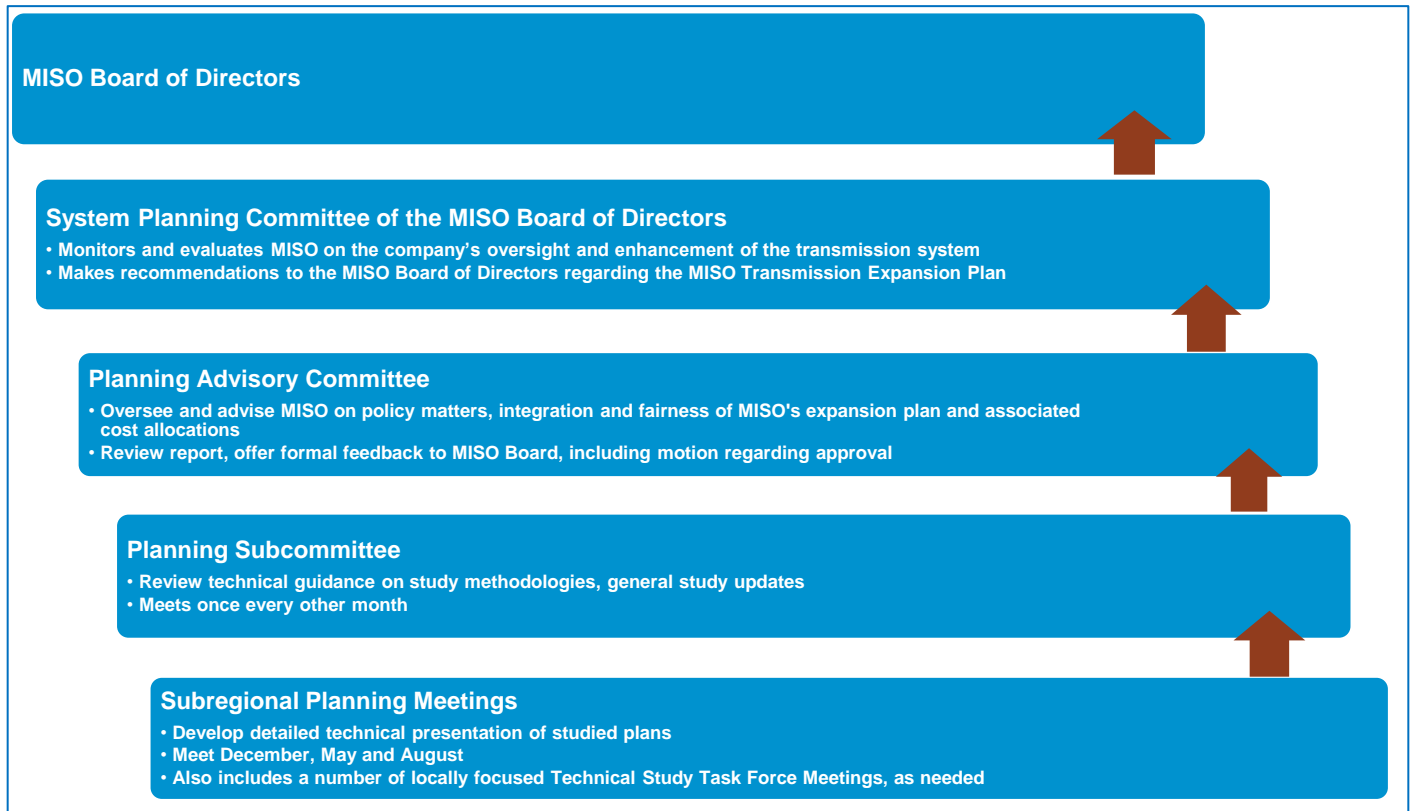 MISO Board of Directors
System Planning Committee of the MISO Board of Directors
• Monitors and evaluates MISO on the company’s oversight and enhancement of the transmission system
• Makes recommendations to the MISO Board of Directors regarding the MISO Transmission Expansion Plan
Planning Advisory Committee
• Oversee and advise MISO on policy matters, integration and fairness of MISO's expansion plan and associated
cost allocations
• Review report, offer formal feedback to MISO Board, including motion regarding approval
Planning Subcommittee
• Review technical guidance on study methodologies, general study updates
• Meets once every other month
Subregional Planning Meetings
• Develop detailed technical presentation of studied plans
• Meet December, May and August
• Also includes a number of locally focused Technical Study Task Force Meetings, as needed